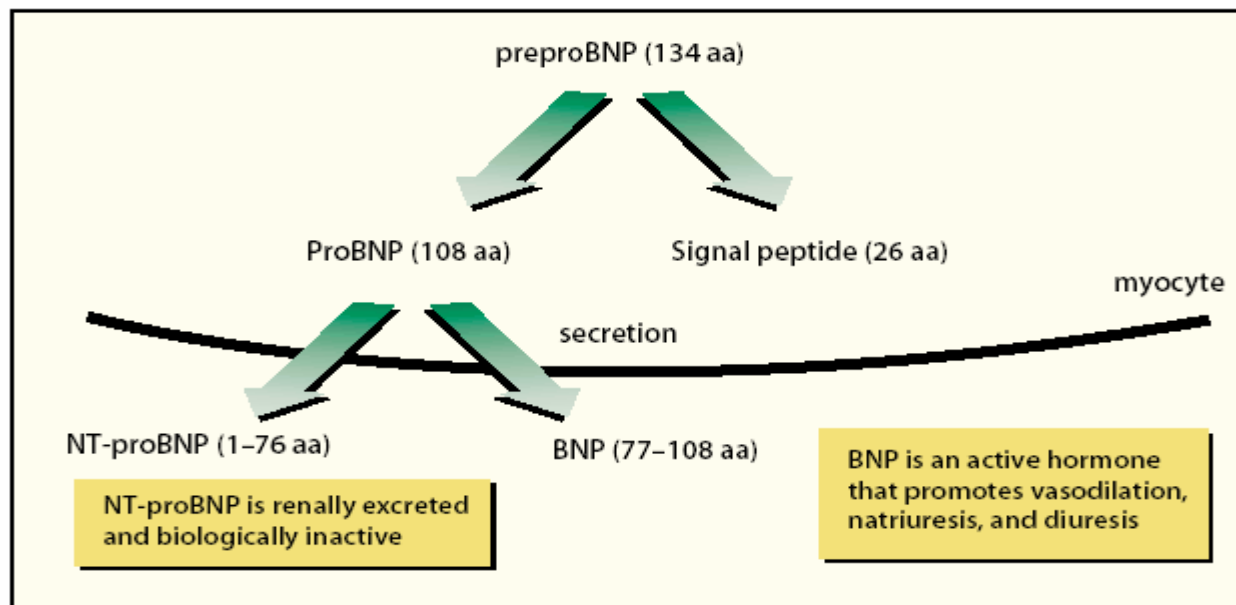 preproBNP (134 aa)
ProBNP (108 aa)
Signal peptide (26 aa)
myocyte
secretion
NT-proBNP (1–76 aa)
BNP (77–108 aa)
NT-proBNP is renally excreted
and biologically inactive
BNP is an active hormone
that promotes vasodilation,
natriuresis, and diuresis